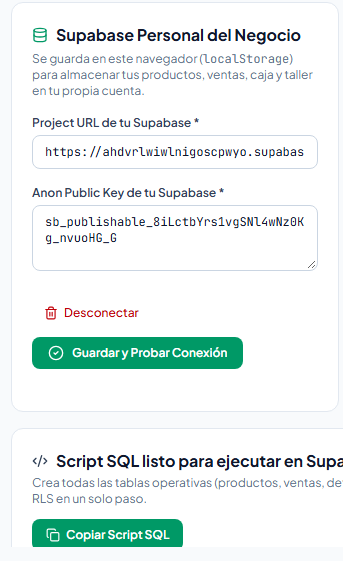 Supabase Personal del Negocio
Se guarda en este navegador (localStorage)
para almacenar tus productos, ventas, caja y taller
en tu propia cuenta.
Project URL de tu Supabase *
https://ahdvrlwiwlnigoscpwyo.supabas
Anon Public Key de tu Supabase *
sb_publishable_8iLctbYrs1vgSNl4wNz0K
g_nvuoHG_G
Desconectar
Guardar y Probar Conexión
Script SQL listo para ejecutar en Supa
Crea todas las tablas operativas (productos, ventas, de
RLS en un solo paso.
Copiar Script SQL